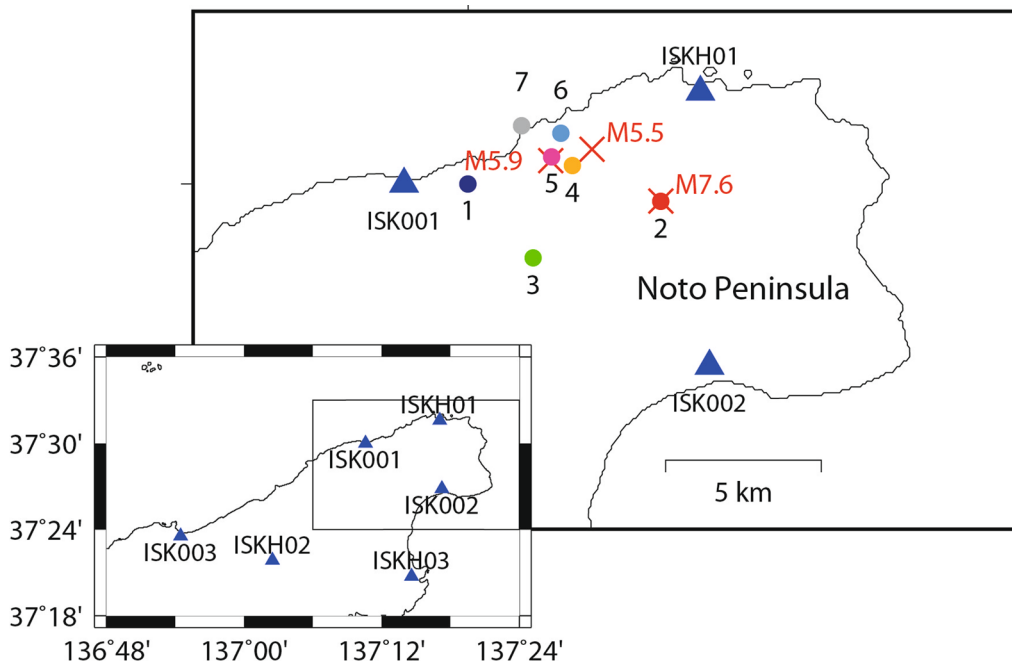 ISKH01
7
6
M5.5
M5.9
5
4
M7.6
ISK001
1
2
3
Noto Peninsula
ISK002
5 km
37°36'
37°30'
37°24'
37°18'
ISKH01
ISK001
ISK002
ISK003
ISKH02
ISKH03
136°48'
137°00'
137°12'
137°24'